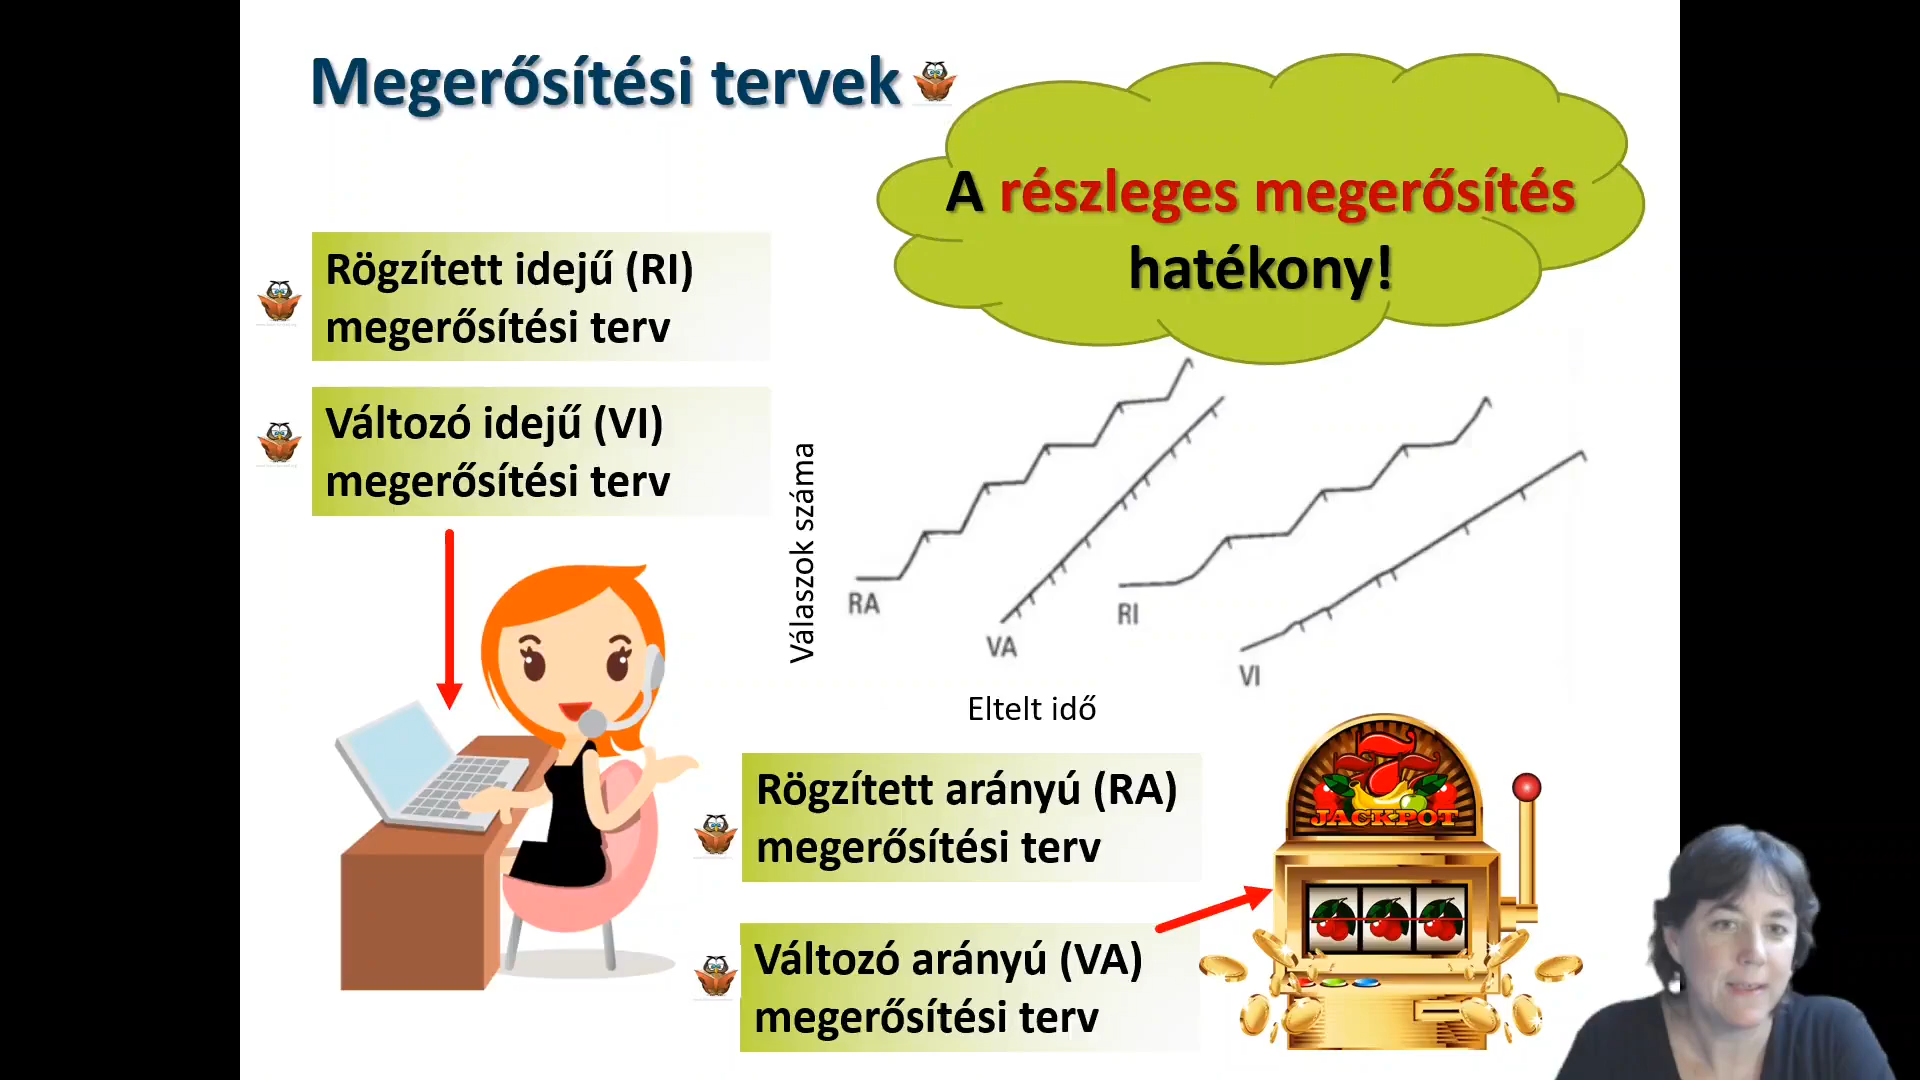 Megerősítési tervek
A részleges megerősítés
hatékony!
Rögzített idejű (RI)
megerősítési terv
Változó idejű (VI)
megerősítési terv
Válaszok száma
RA
VA
RI
VI
Eltelt idő
Rögzített arányú (RA)
megerősítési terv
Változó arányú (VA)
megerősítési terv
JACKPOT